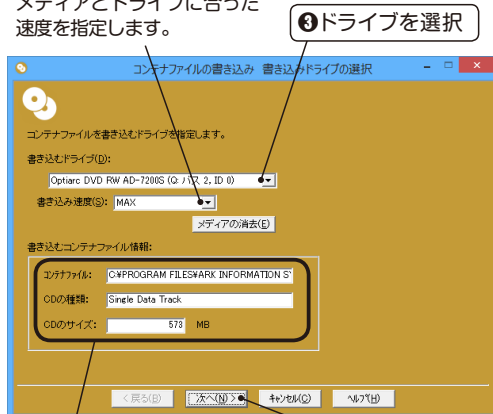 メディアとドライブに合った
速度を指定します。
❸ドライブを選択
コンテナファイルの書き込み 書き込みドライブの選択
コンテナファイルを書き込むドライブを指定します。
書き込むドライブ(D):
Optiarc DVD RW AD-7200S (Q: バス 2, ID 0)
書き込み速度(S): MAX
メディアの消去(E)
書き込むコンテナファイル情報:
コンテナファイル: C:¥PROGRAM FILES¥ARK INFORMATION S
CDの種類: Single Data Track
CDのサイズ: 573 MB
< 戻る(B) 次へ(N) > キャンセル(C) ヘルプ(H)